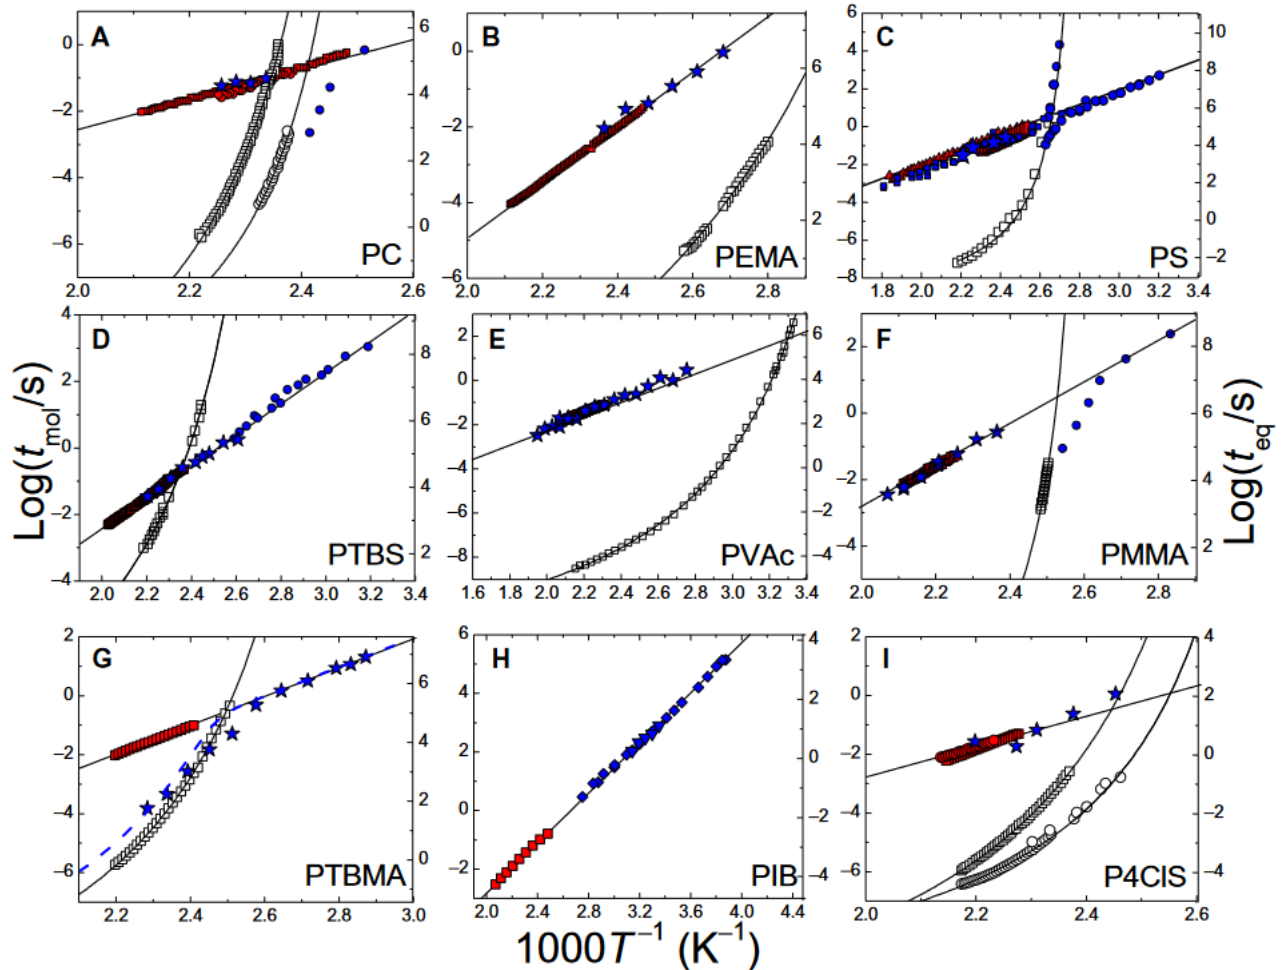 A
B
C
0
-2
-4
-6
6
4
2
0
PC
2.0 2.2 2.4 2.6
0
-2
-4
-6
6
4
2
PEMA
2.0 2.2 2.4 2.6 2.8
6
4
2
0
-2
-4
-6
-8
10
8
6
4
2
0
-2
PS
1.8 2.0 2.2 2.4 2.6 2.8 3.0 3.2 3.4
D
E
F
4
2
0
-2
-4
8
6
4
2
PTBS
2.0 2.2 2.4 2.6 2.8 3.0 3.2 3.4
2
0
-2
-4
-6
-8
6
4
2
0
-2
-4
PVAc
1.6 1.8 2.0 2.2 2.4 2.6 2.8 3.0 3.2 3.4
2
0
-2
-4
8
6
4
2
PMMA
2.0 2.2 2.4 2.6 2.8
G
H
I
2
0
-2
-4
-6
6
4
2
0
PTBMA
2.2 2.4 2.6 2.8 3.0
6
4
2
0
-2
4
2
0
-2
-4
PIB
2.0 2.4 2.8 3.2 3.6 4.0 4.4
0
-2
-4
-6
4
2
0
-2
-4
P4ClS
2.0 2.2 2.4 2.6
Log(tmol/s)
Log(teq/s)
1000T⁻¹ (K⁻¹)